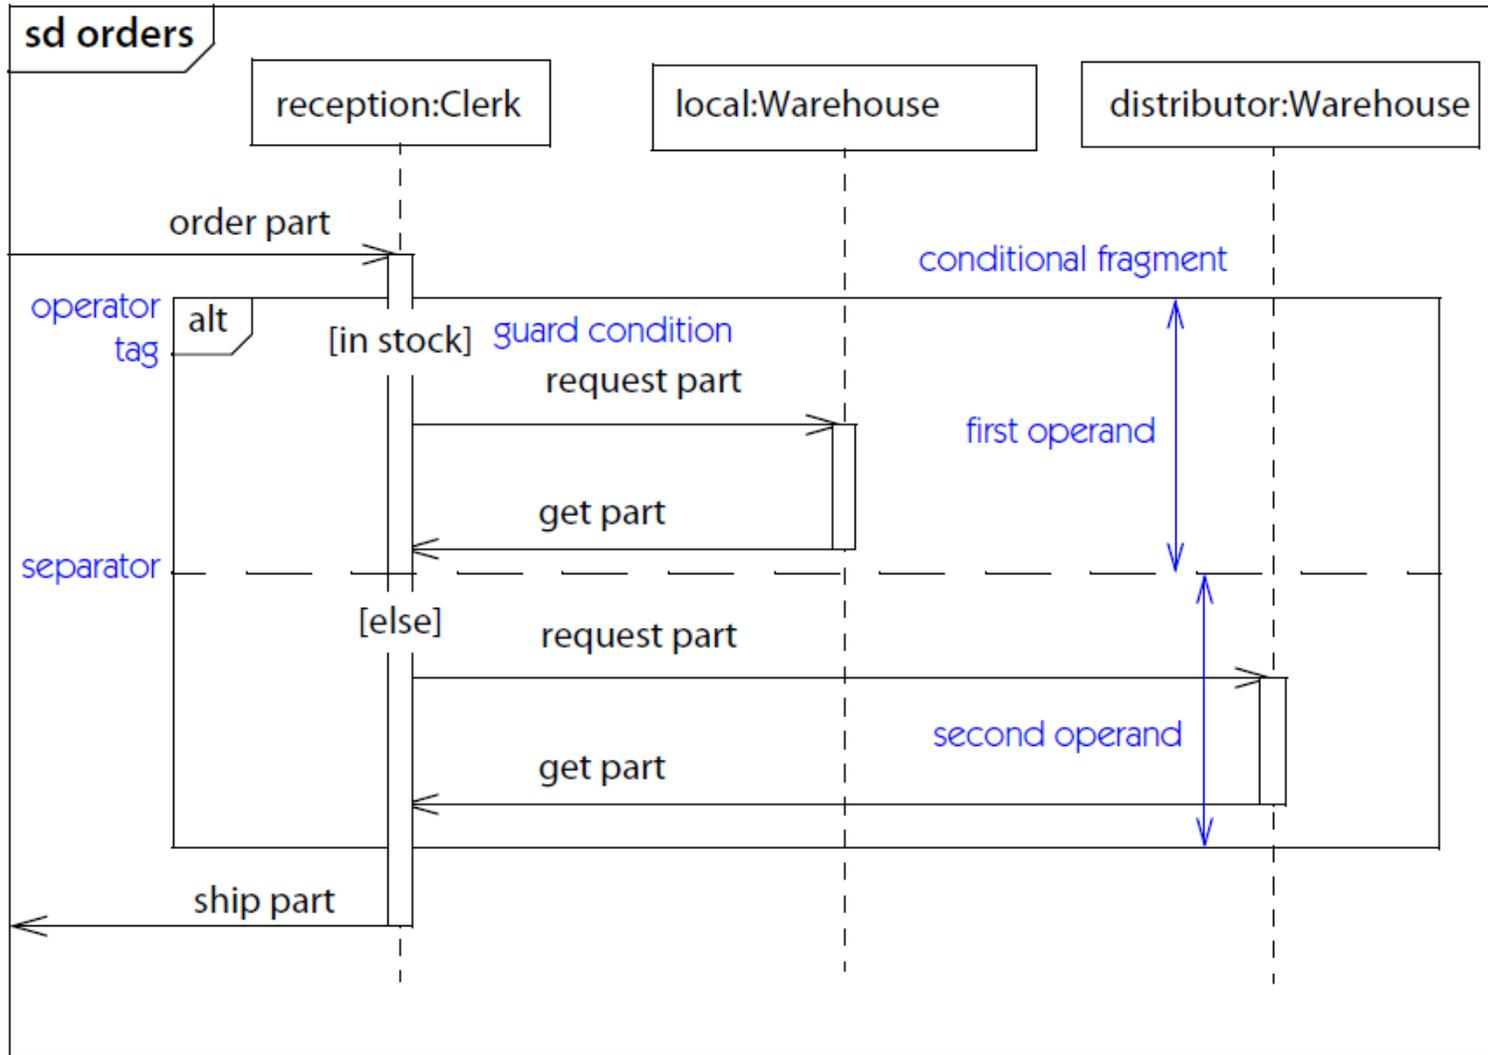 sd orders
reception:Clerk
local:Warehouse
distributor:Warehouse
order part
conditional fragment
operator
tag
alt
[in stock]
guard condition
request part
first operand
get part
separator
[else]
request part
second operand
get part
ship part